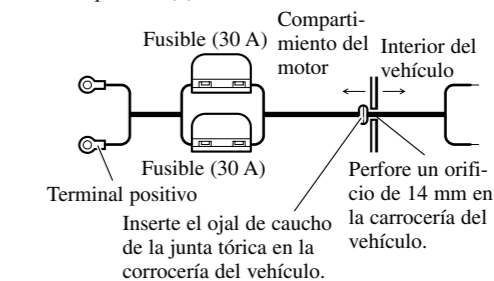 Comparti-
miento del
motor
Fusible (30 A)
Interior del
vehículo
Fusible (30 A)
Terminal positivo
Perfore un orifi-
cio de 14 mm en
la carrocería del
vehículo.
Inserte el ojal de caucho
de la junta tórica en la
corrocería del vehículo.